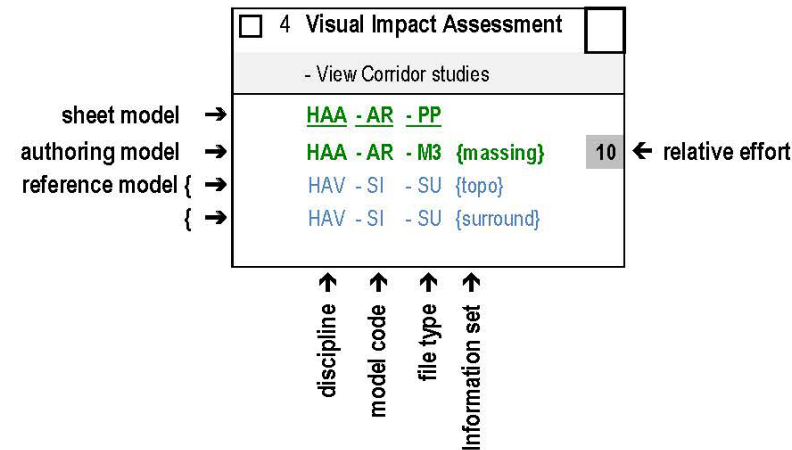 4 Visual Impact Assessment
- View Corridor studies
sheet model → HAA - AR - PP
authoring model → HAA - AR - M3 {massing} 10 ← relative effort
reference model { → HAV - SI - SU {topo}
{ → HAV - SI - SU {surround}
discipline
model code
file type
Information set